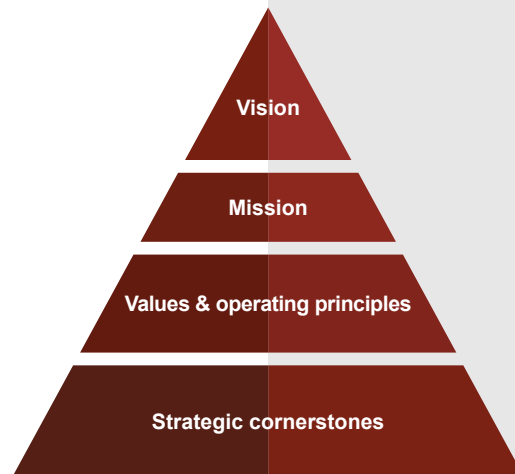 Vision
Mission
Values & operating principles
Strategic cornerstones